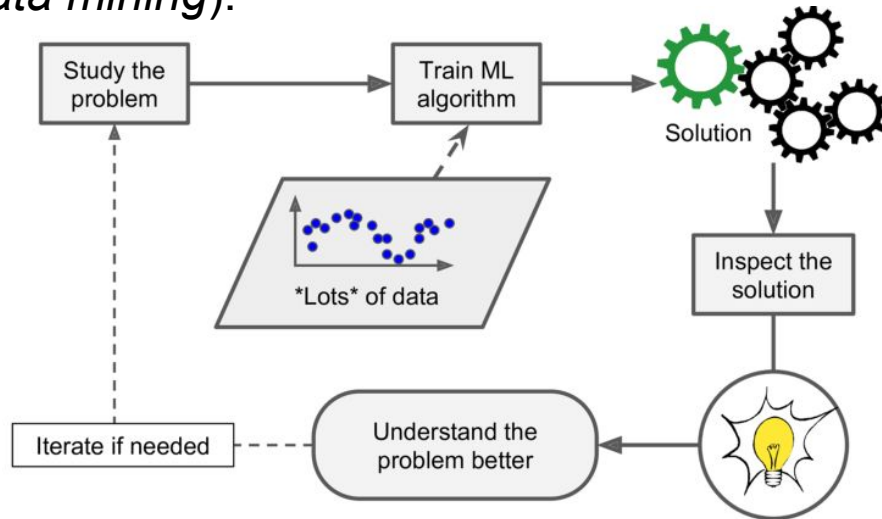 ata mining).
Study the
problem
Train ML
algorithm
Solution
*Lots* of data
Inspect the
solution
Understand the
problem better
Iterate if needed